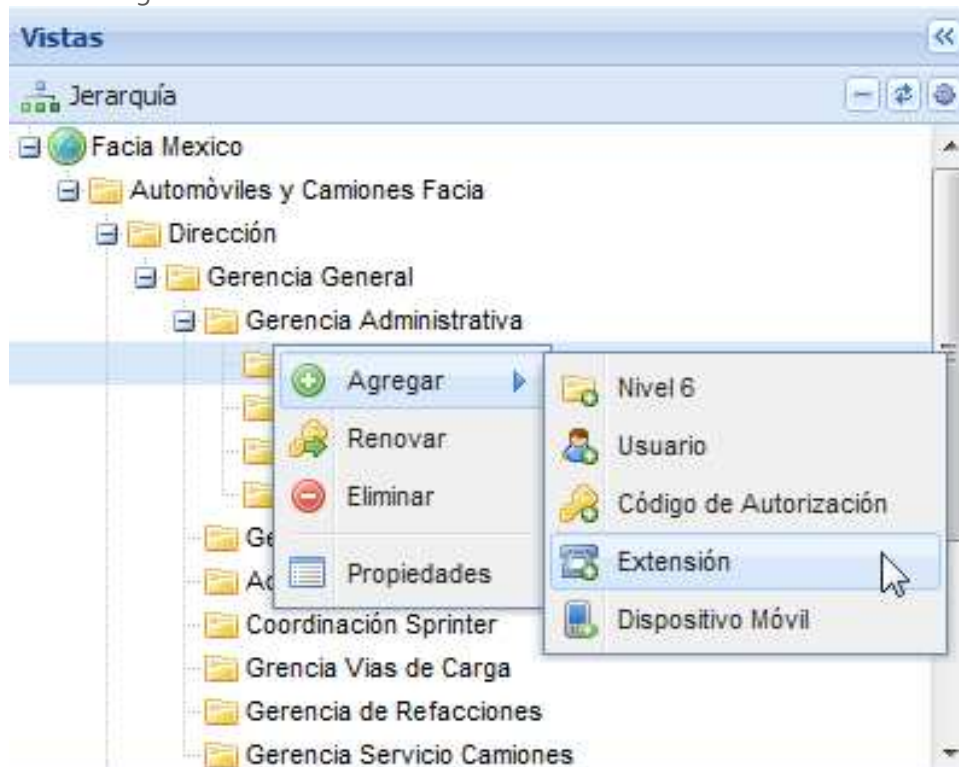 Vistas
Jerarquía
Facia Mexico
Automòviles y Camiones Facia
Dirección
Gerencia General
Gerencia Administrativa
Agregar
Renovar
Eliminar
Propiedades
Nivel 6
Usuario
Código de Autorización
Extensión
Dispositivo Móvil
Coordinación Sprinter
Grencia Vias de Carga
Gerencia de Refacciones
Gerencia Servicio Camiones